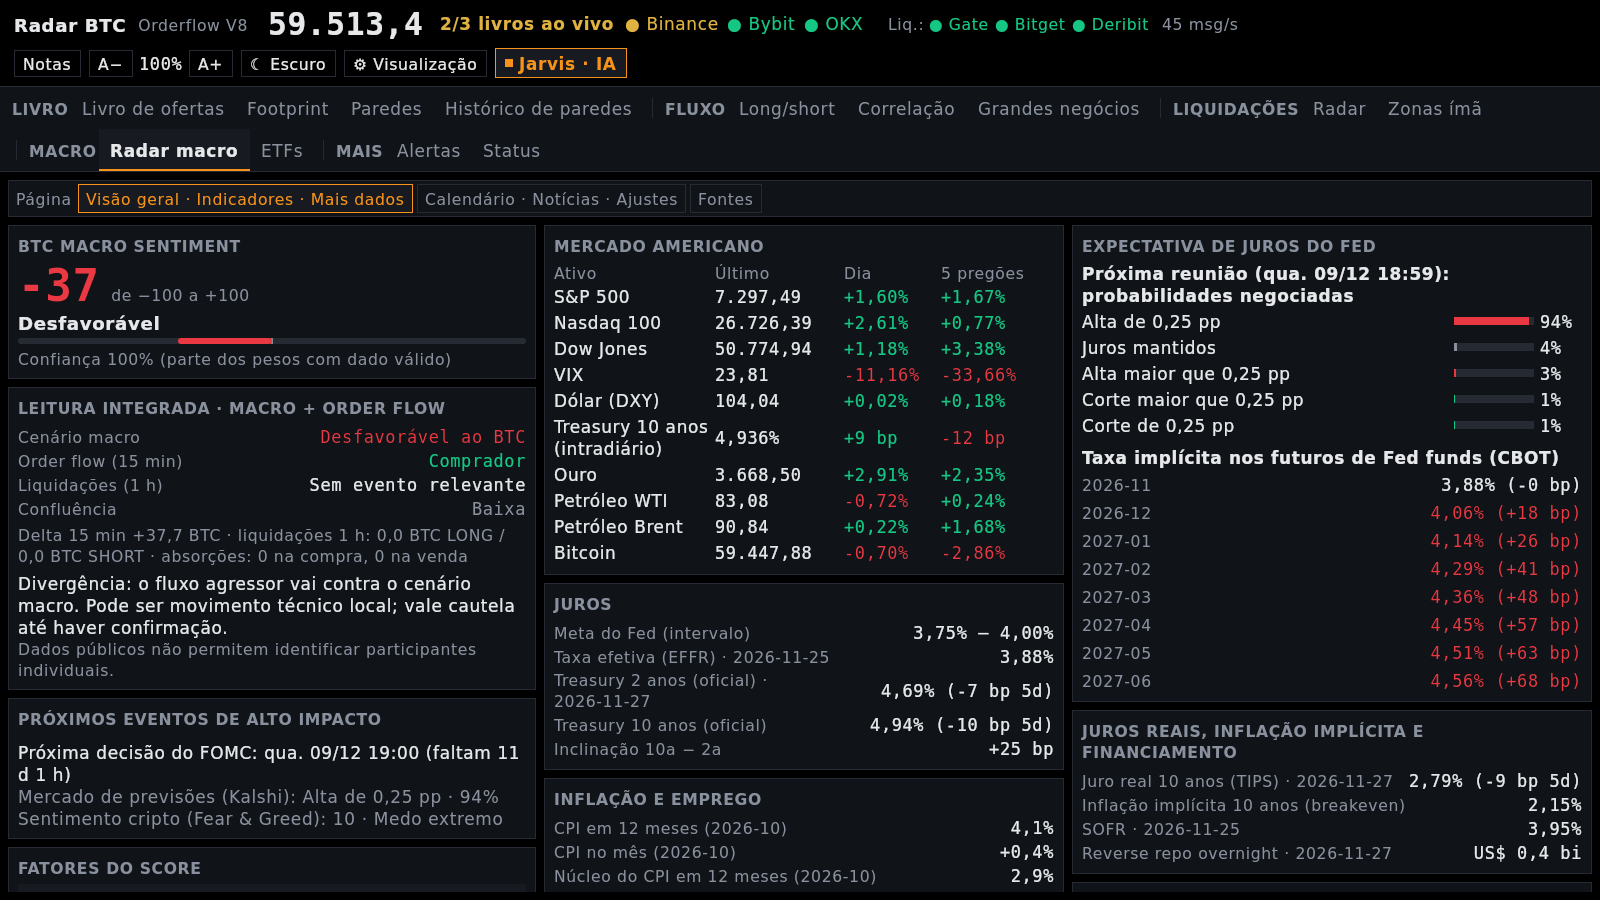 Radar BTC Orderflow V8 59.513,4 2/3 livros ao vivo ● Binance ● Bybit ● OKX Liq.: ● Gate ● Bitget ● Deribit 45 msg/s
Notas A− 100% A+ ☾ Escuro ⚙ Visualização ■ Jarvis · IA
LIVRO Livro de ofertas Footprint Paredes Histórico de paredes FLUXO Long/short Correlação Grandes negócios LIQUIDAÇÕES Radar Zonas ímã
MACRO Radar macro ETFs MAIS Alertas Status
Página Visão geral · Indicadores · Mais dados Calendário · Notícias · Ajustes Fontes
BTC MACRO SENTIMENT
-37 de −100 a +100
Desfavorável
Confiança 100% (parte dos pesos com dado válido)
LEITURA INTEGRADA · MACRO + ORDER FLOW
Cenário macro Desfavorável ao BTC
Order flow (15 min) Comprador
Liquidações (1 h) Sem evento relevante
Confluência Baixa
Delta 15 min +37,7 BTC · liquidações 1 h: 0,0 BTC LONG /
0,0 BTC SHORT · absorções: 0 na compra, 0 na venda
Divergência: o fluxo agressor vai contra o cenário
macro. Pode ser movimento técnico local; vale cautela
até haver confirmação.
Dados públicos não permitem identificar participantes
individuais.
PRÓXIMOS EVENTOS DE ALTO IMPACTO
Próxima decisão do FOMC: qua. 09/12 19:00 (faltam 11
d 1 h)
Mercado de previsões (Kalshi): Alta de 0,25 pp · 94%
Sentimento cripto (Fear & Greed): 10 · Medo extremo
FATORES DO SCORE
MERCADO AMERICANO
Ativo Último Dia 5 pregões
S&P 500 7.297,49 +1,60% +1,67%
Nasdaq 100 26.726,39 +2,61% +0,77%
Dow Jones 50.774,94 +1,18% +3,38%
VIX 23,81 -11,16% -33,66%
Dólar (DXY) 104,04 +0,02% +0,18%
Treasury 10 anos
(intradiário) 4,936% +9 bp -12 bp
Ouro 3.668,50 +2,91% +2,35%
Petróleo WTI 83,08 -0,72% +0,24%
Petróleo Brent 90,84 +0,22% +1,68%
Bitcoin 59.447,88 -0,70% -2,86%
JUROS
Meta do Fed (intervalo) 3,75% — 4,00%
Taxa efetiva (EFFR) · 2026-11-25 3,88%
Treasury 2 anos (oficial) ·
2026-11-27 4,69% (-7 bp 5d)
Treasury 10 anos (oficial) 4,94% (-10 bp 5d)
Inclinação 10a − 2a +25 bp
INFLAÇÃO E EMPREGO
CPI em 12 meses (2026-10) 4,1%
CPI no mês (2026-10) +0,4%
Núcleo do CPI em 12 meses (2026-10) 2,9%
EXPECTATIVA DE JUROS DO FED
Próxima reunião (qua. 09/12 18:59):
probabilidades negociadas
Alta de 0,25 pp 94%
Juros mantidos 4%
Alta maior que 0,25 pp 3%
Corte maior que 0,25 pp 1%
Corte de 0,25 pp 1%
Taxa implícita nos futuros de Fed funds (CBOT)
2026-11 3,88% (-0 bp)
2026-12 4,06% (+18 bp)
2027-01 4,14% (+26 bp)
2027-02 4,29% (+41 bp)
2027-03 4,36% (+48 bp)
2027-04 4,45% (+57 bp)
2027-05 4,51% (+63 bp)
2027-06 4,56% (+68 bp)
JUROS REAIS, INFLAÇÃO IMPLÍCITA E
FINANCIAMENTO
Juro real 10 anos (TIPS) · 2026-11-27 2,79% (-9 bp 5d)
Inflação implícita 10 anos (breakeven) 2,15%
SOFR · 2026-11-25 3,95%
Reverse repo overnight · 2026-11-27 US$ 0,4 bi